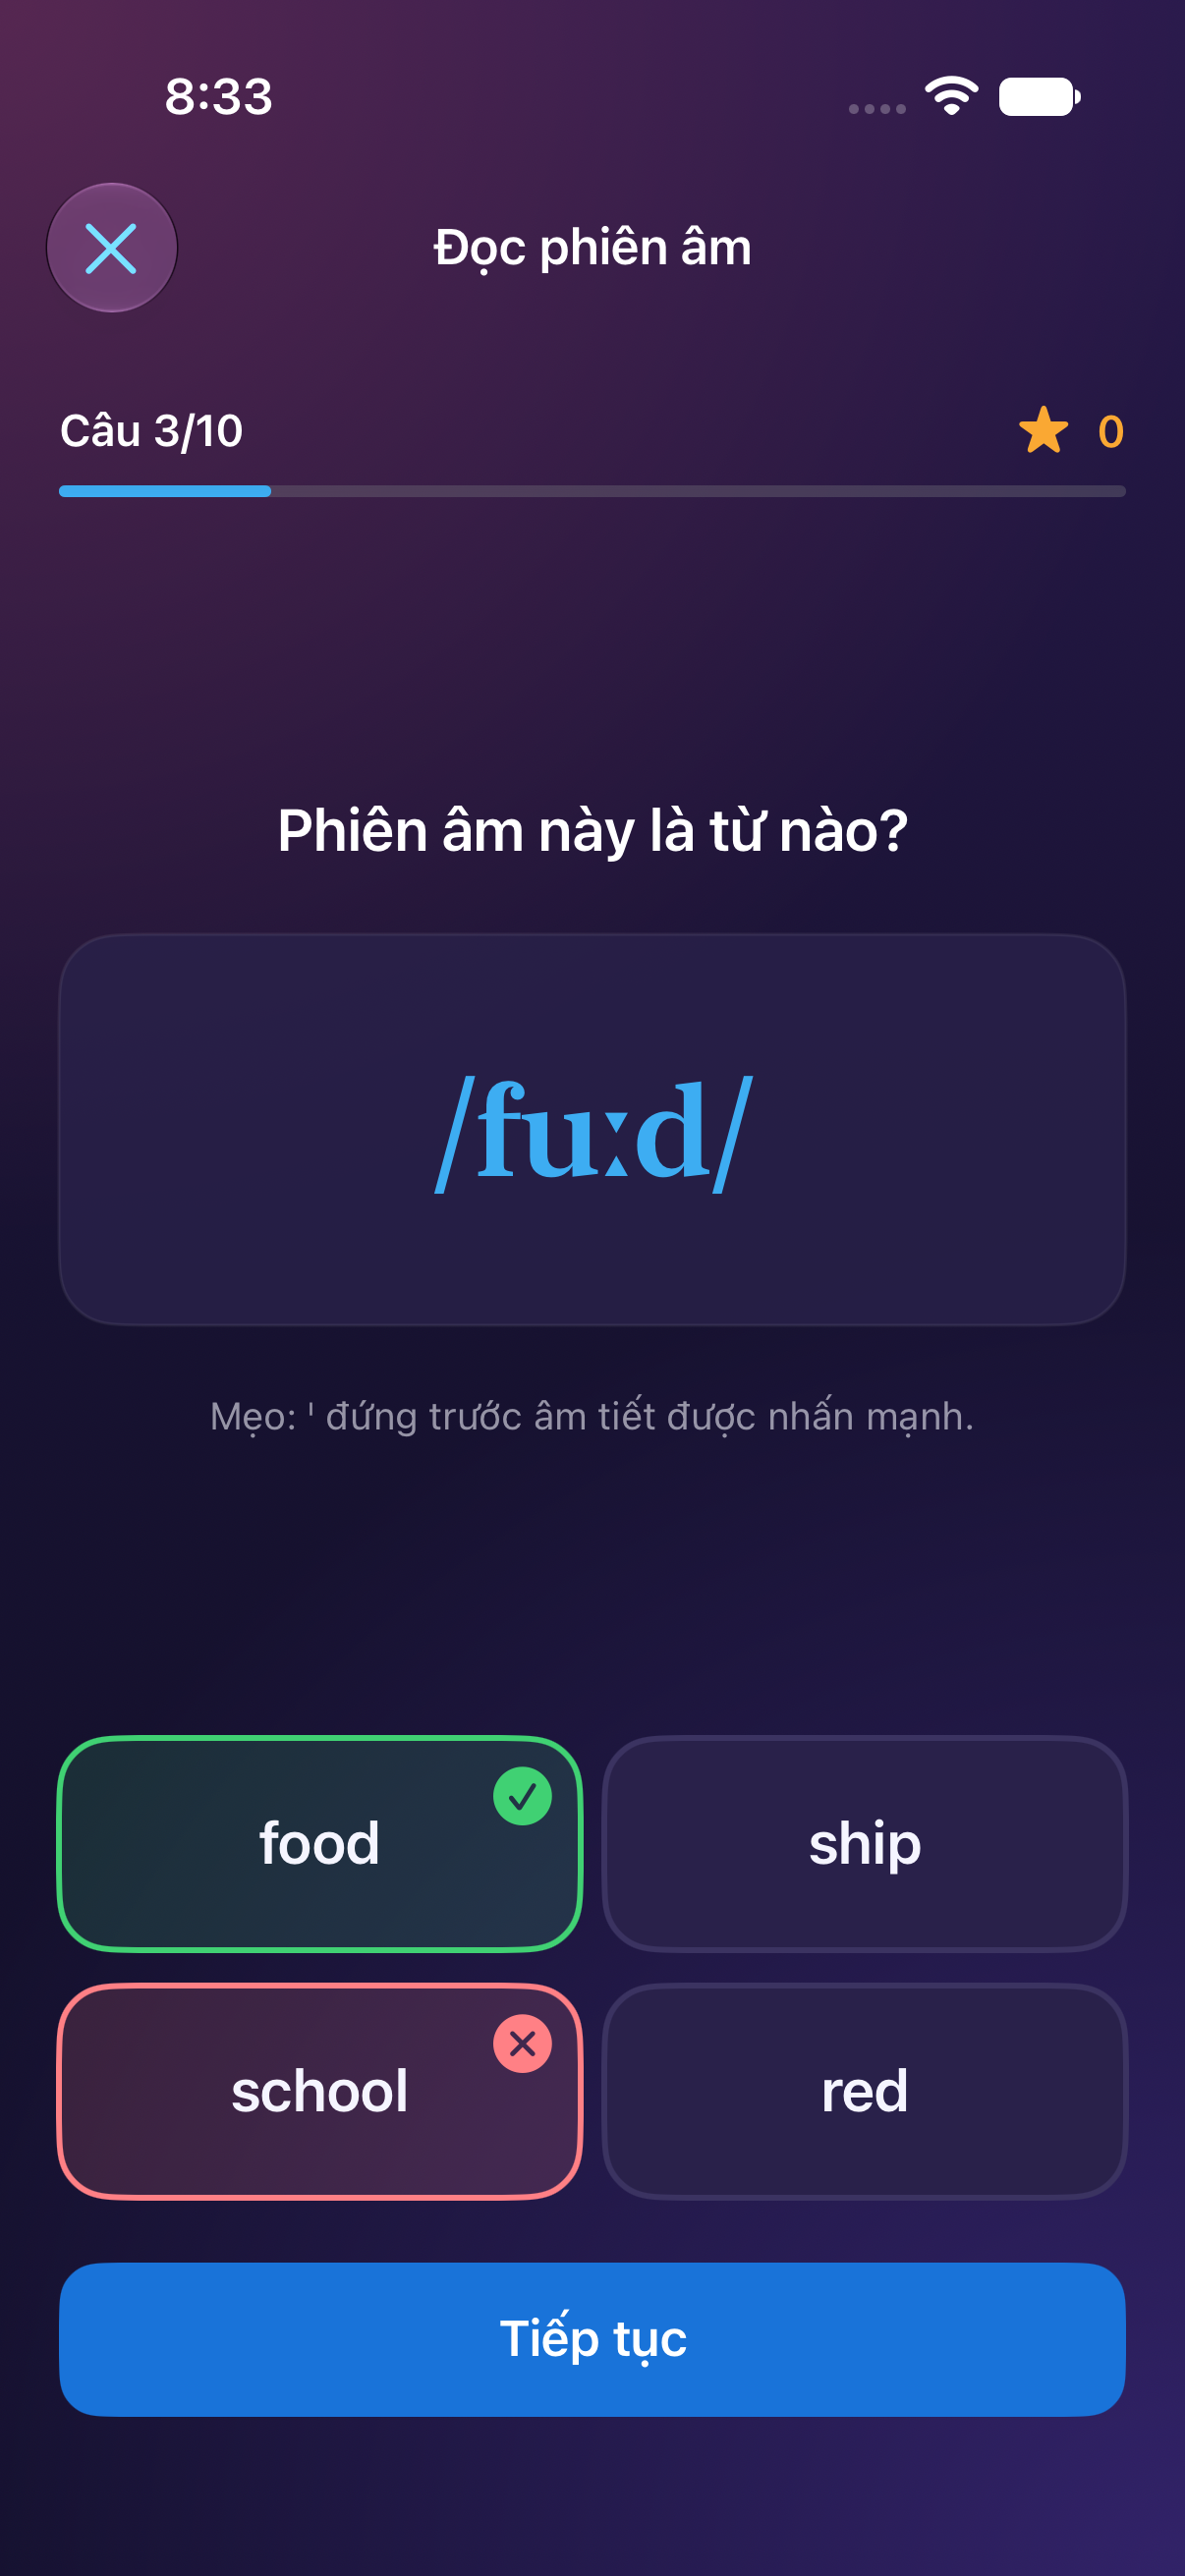 8:33
Đọc phiên âm
Câu 3/10
0
Phiên âm này là từ nào?
/fuːd/
Mẹo: ˈ đứng trước âm tiết được nhấn mạnh.
food
ship
school
red
Tiếp tục